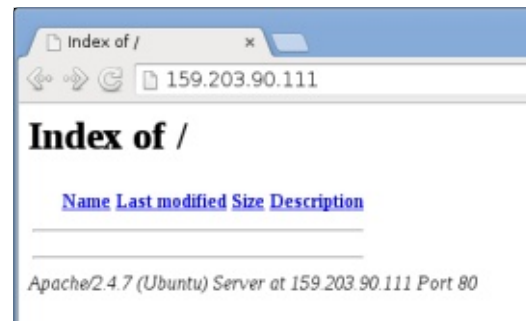 Index of / ×
159.203.90.111
Index of /
Name Last modified Size Description
Apache/2.4.7 (Ubuntu) Server at 159.203.90.111 Port 80